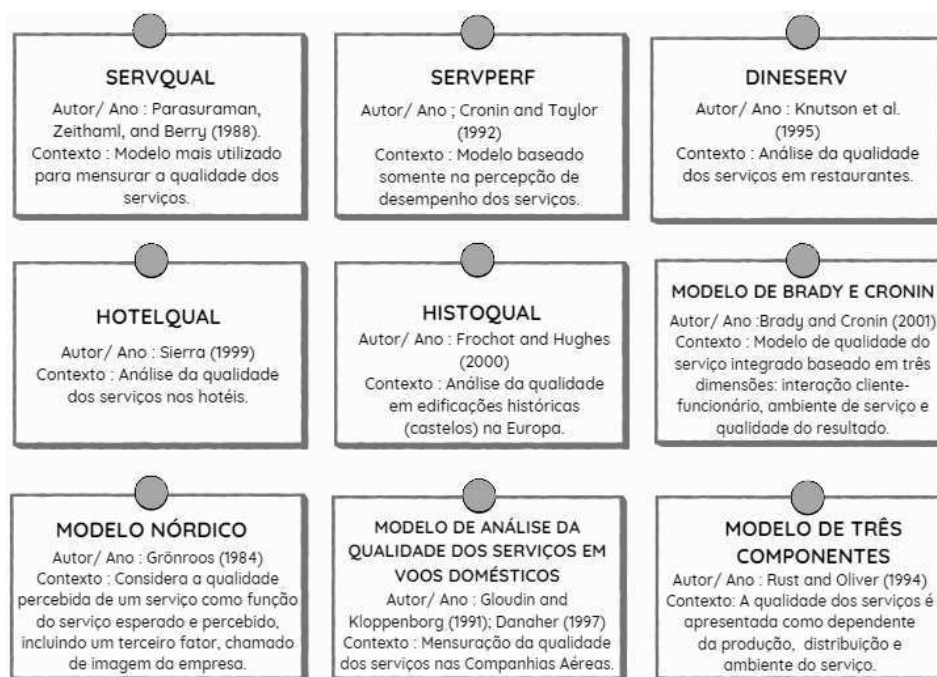 SERVQUAL
Autor/ Ano : Parasuraman,
Zeithaml, and Berry (1988).
Contexto : Modelo mais utilizado
para mensurar a qualidade dos
serviços.
SERVPERF
Autor/ Ano ; Cronin and Taylor
(1992)
Contexto : Modelo baseado
somente na percepção de
desempenho dos serviços.
DINESERV
Autor/ Ano : Knutson et al.
(1995)
Contexto : Análise da qualidade
dos serviços em restaurantes.
HOTELQUAL
Autor/ Ano : Sierra (1999)
Contexto : Análise da qualidade
dos serviços nos hotéis.
HISTOQUAL
Autor/ Ano : Frochot and Hughes
(2000)
Contexto : Análise da qualidade
em edificações históricas
(castelos) na Europa.
MODELO DE BRADY E CRONIN
Autor/ Ano :Brady and Cronin (2001)
Contexto : Modelo de qualidade do
serviço integrado baseado em três
dimensões: interação cliente-
funcionário, ambiente de serviço e
qualidade do resultado.
MODELO NÓRDICO
Autor/ Ano : Grönroos (1984)
Contexto : Considera a qualidade
percebida de um serviço como função
do serviço esperado e percebido,
incluindo um terceiro fator, chamado
de imagem da empresa.
MODELO DE ANÁLISE DA
QUALIDADE DOS SERVIÇOS EM
VOOS DOMÉSTICOS
Autor/ Ano : Gloudin and
Kloppenborg (1991); Danaher (1997)
Contexto : Mensuração da qualidade
dos serviços nas Companhias Aéreas.
MODELO DE TRÊS
COMPONENTES
Autor/ Ano : Rust and Oliver (1994)
Contexto: A qualidade dos serviços é
apresentada como dependente
da produção, distribuição e
ambiente do serviço.